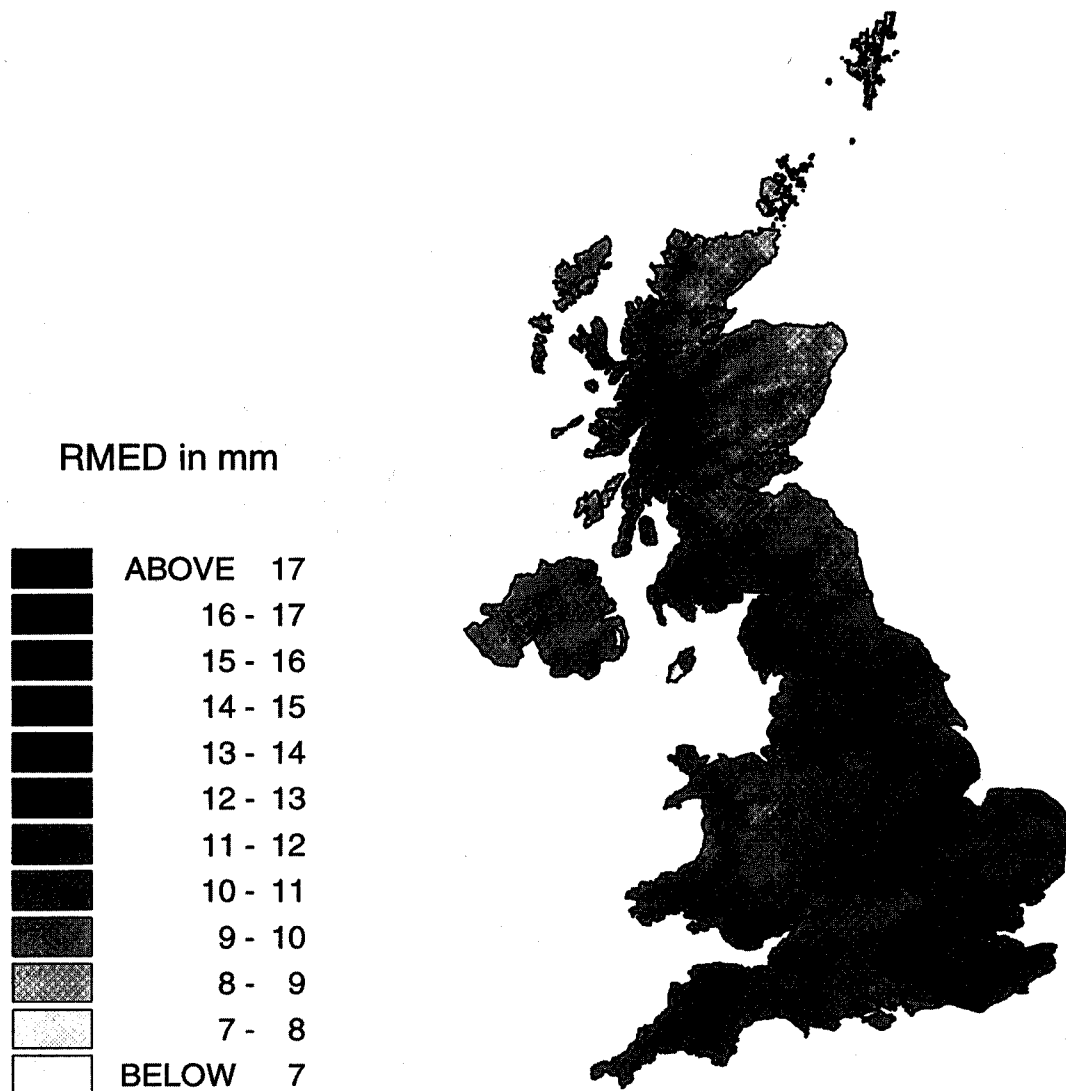 RMED in mm
ABOVE 17
16 - 17
15 - 16
14 - 15
13 - 14
12 - 13
11 - 12
10 - 11
9 - 10
8 - 9
7 - 8
BELOW 7